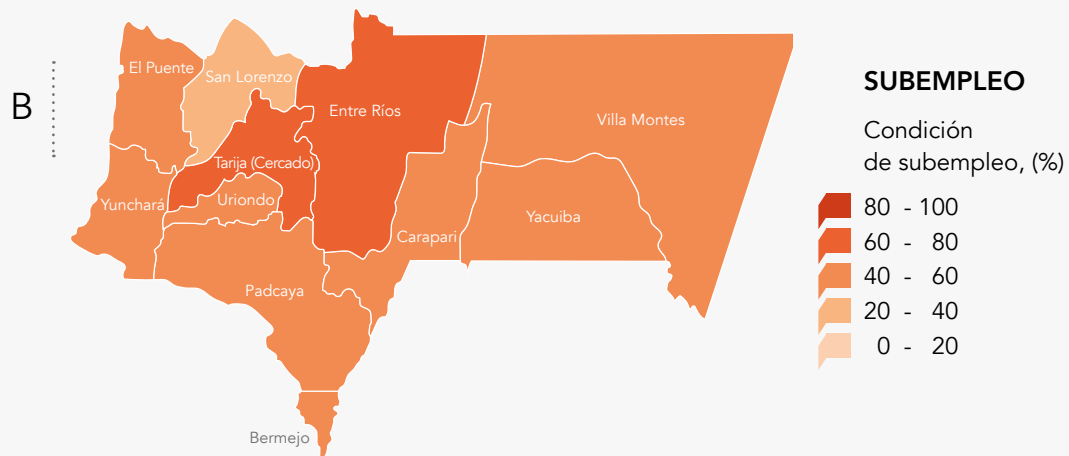 B
El Puente
San Lorenzo
Entre Ríos
Villa Montes
Tarija (Cercado)
Yunchará
Uriondo
Yacuiba
Carapari
Padcaya
Bermejo
SUBEMPLEO
Condición
de subempleo, (%)
80 - 100
60 - 80
40 - 60
20 - 40
0 - 20